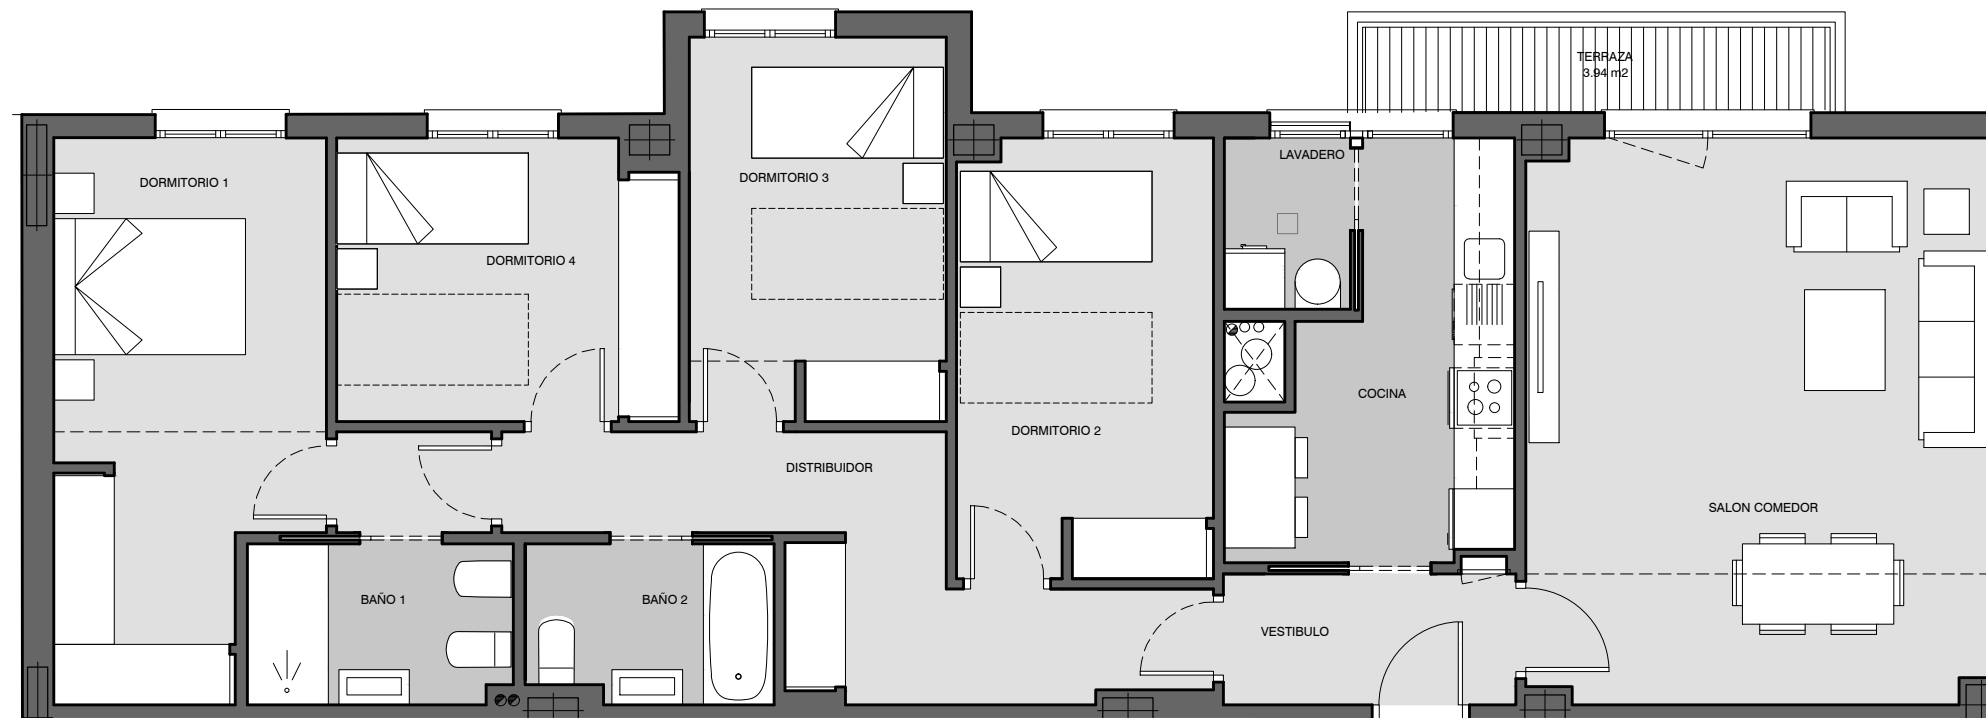 TERRAZA
3.94 m2
LAVADERO
DORMITORIO 1
DORMITORIO 3
DORMITORIO 4
COCINA
DORMITORIO 2
DISTRIBUIDOR
SALON COMEDOR
BAÑO 1
BAÑO 2
VESTIBULO